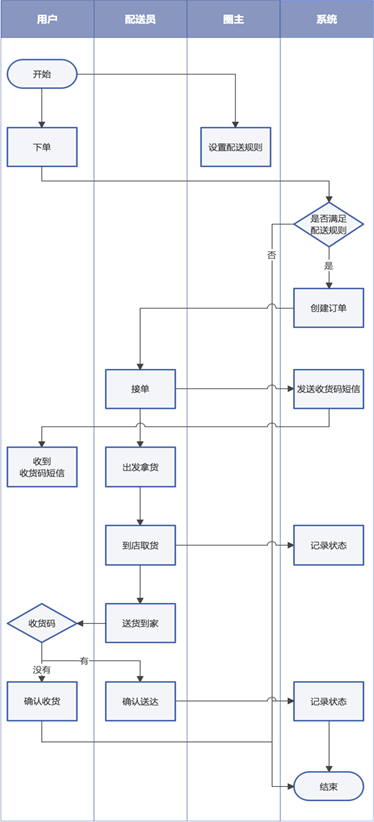 用户
配送员
圈主
系统
开始
下单
设置配送规则
是否满足
配送规则
否
是
创建订单
接单
发送收货码短信
收到
收货码短信
出发拿货
到店取货
记录状态
收货码
送货到家
有
没有
确认收货
确认送达
记录状态
结束